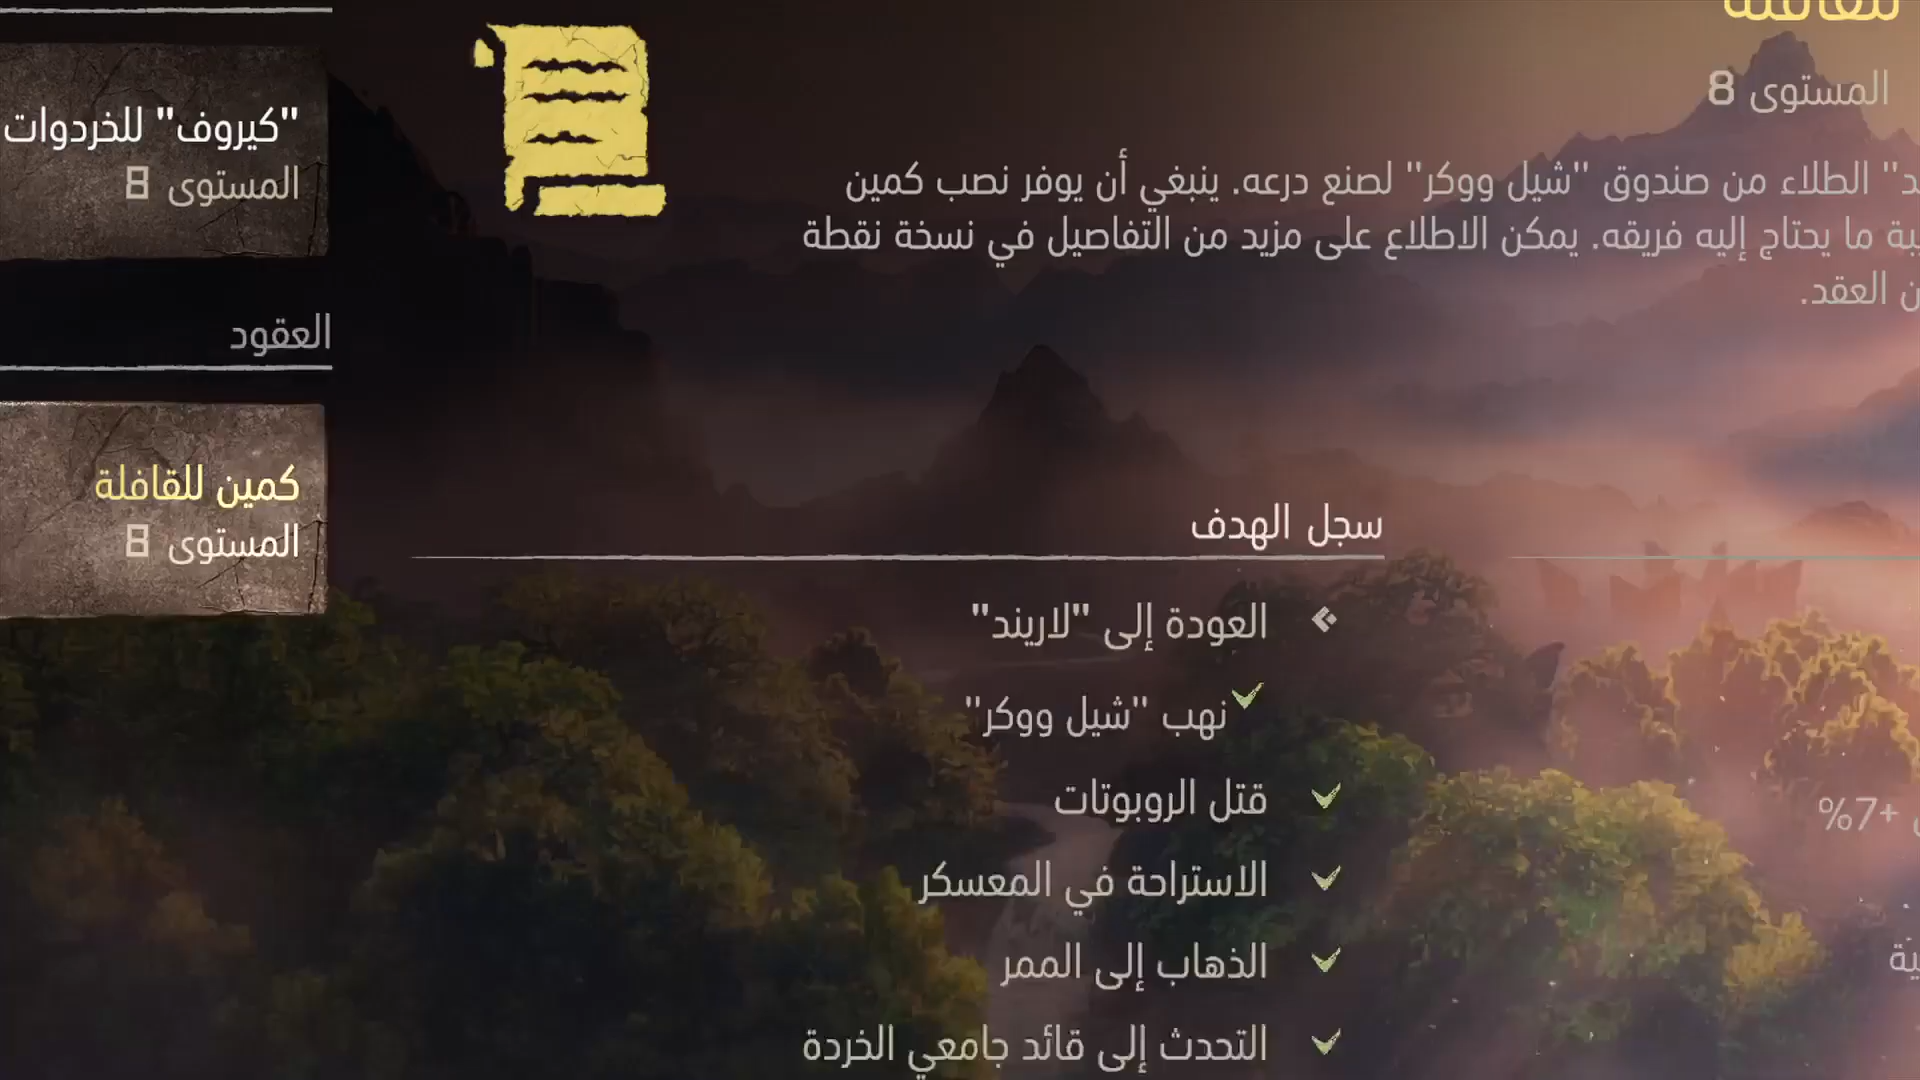 "كيروف" للخردوات
المستوى 8
العقود
كمين للقافلة
المستوى 8
للقافلة
المستوى 8
" الطلاء من صندوق "شيل ووكر" لصنع درعه. ينبغي أن يوفر نصب كمين
ما يحتاج إليه فريقه. يمكن الاطلاع على مزيد من التفاصيل في نسخة نقطة
العقد.
سجل الهدف
العودة إلى "لاريند"
نهب "شيل ووكر"
قتل الروبوتات
الاستراحة في المعسكر
الذهاب إلى الممر
التحدث إلى قائد جامعي الخردة
+7%